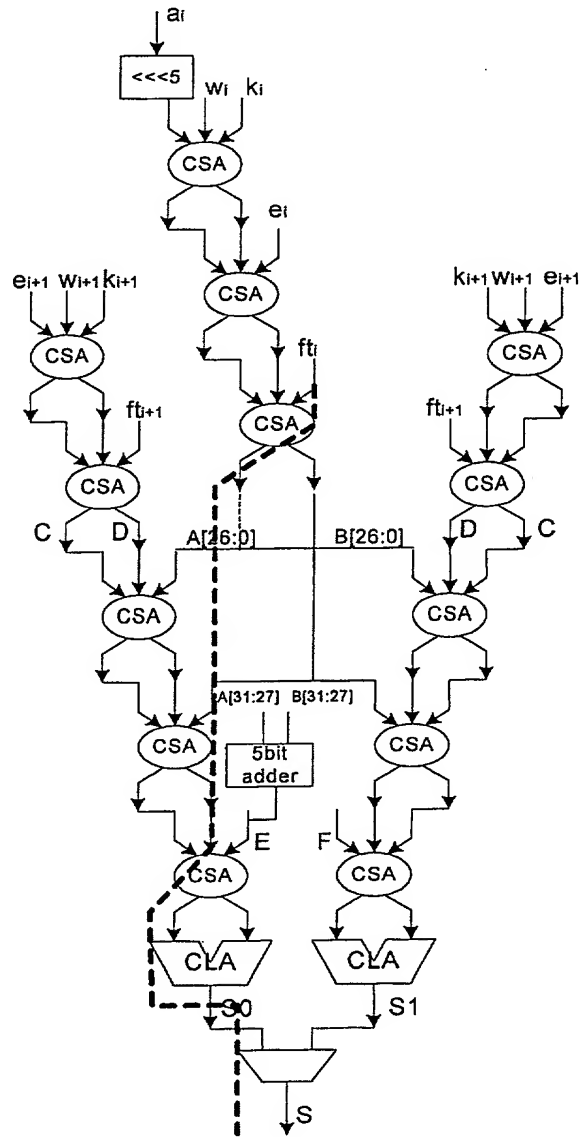 ai
<<<5
wi ki
CSA
ei
CSA
ei+1 wi+1 ki+1
ki+1 wi+1 ei+1
CSA
CSA
fti
CSA
fti+1
fti+1
CSA
CSA
C D
D C
A[26:0]
B[26:0]
CSA
CSA
A[31:27] B[31:27]
CSA
CSA
5bit
adder
E
F
CSA
CSA
CLA
CLA
S0
S1
S